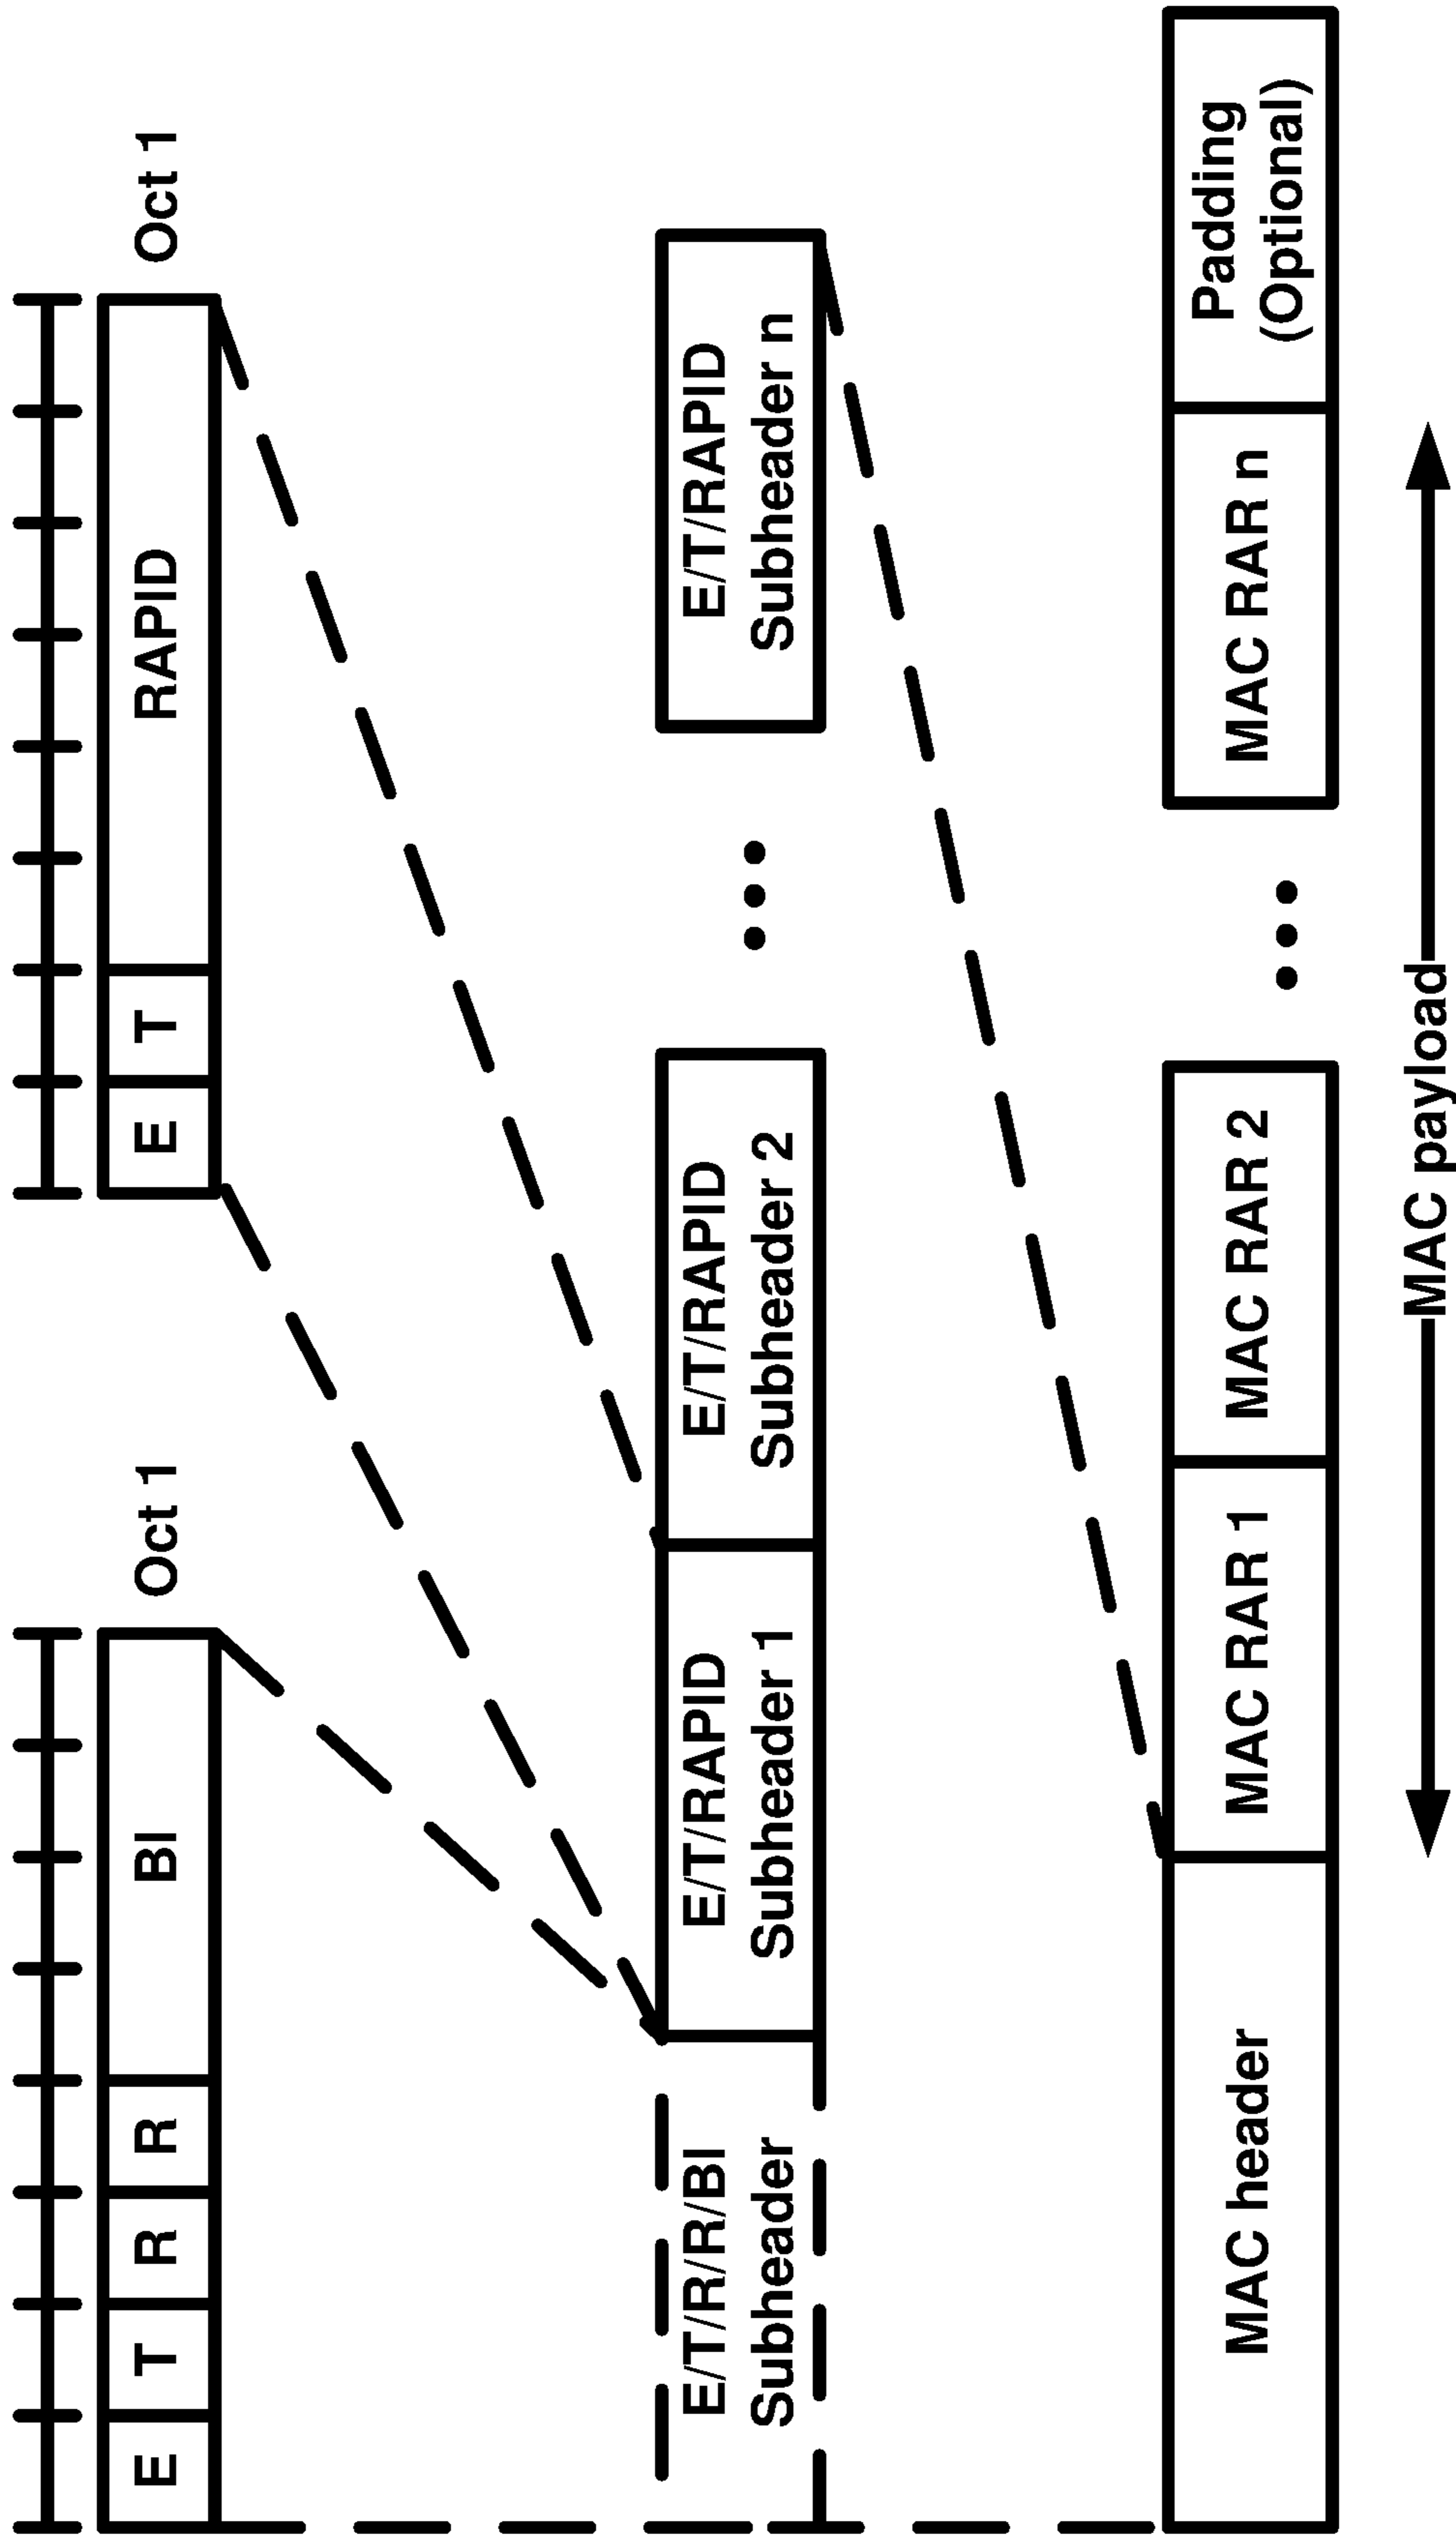 E T R R BI Oct 1
E T RAPID Oct 1
E/T/R/R/BI
Subheader
E/T/RAPID
Subheader 1
E/T/RAPID
Subheader 2
...
E/T/RAPID
Subheader n
MAC header
MAC RAR 1
MAC RAR 2
...
MAC RAR n
Padding
(Optional)
MAC payload